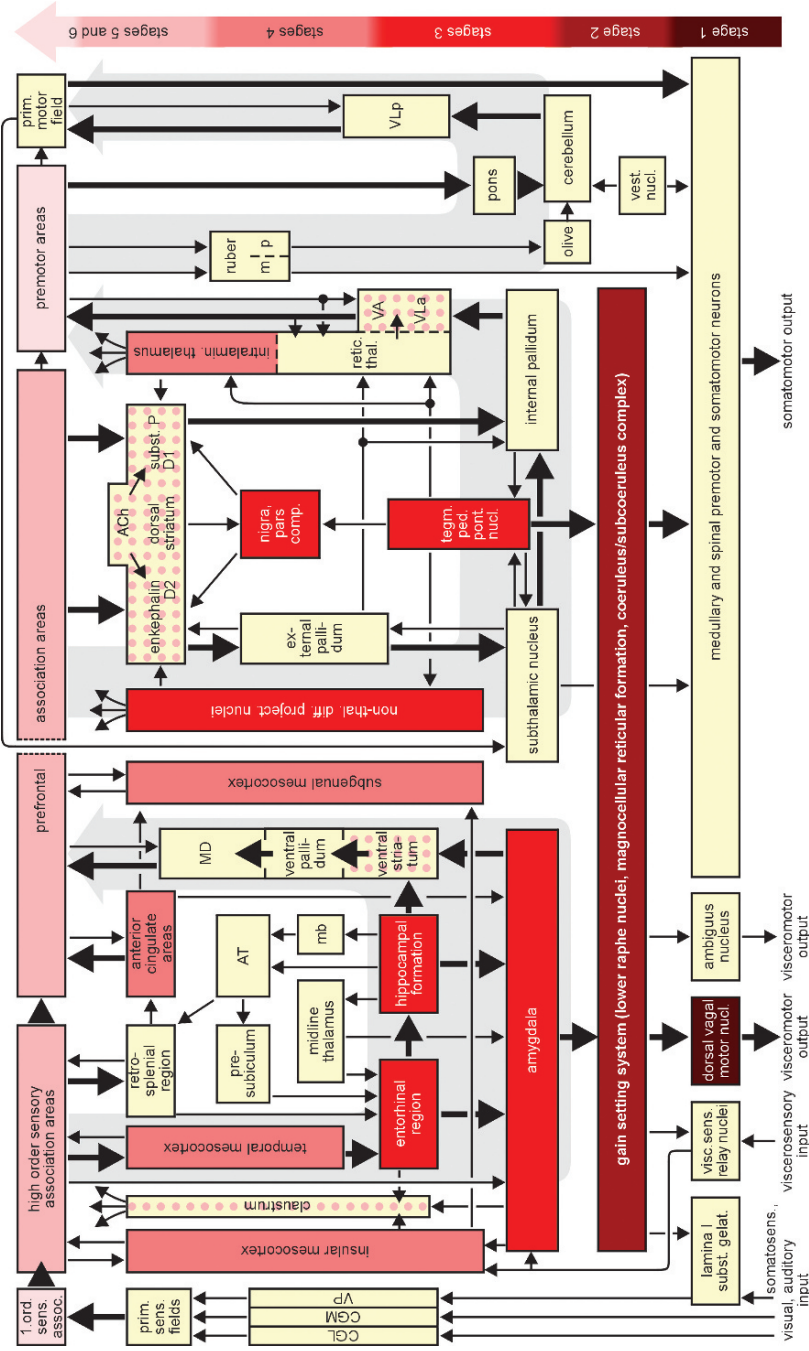 1.ord.
sens.
assoc.
high order sensory
association areas
prefrontal
association areas
premotor areas
prim.
motor
field
stages 5 and 6
stages 4
stages 3
stage 2
stage 1
prim.
sens.
fields
CGL
CGM
VP
insular mesocortex
claustrum
temporal mesocortex
retro-
splenial
region
pre-
subiculum
entorhinal
region
midline
thalamus
AT
mb
hippocampal
formation
anterior
cingulate
areas
MD
ventral
palli-
dum
ventral
stria-
tum
amygdala
subgenual mesocortex
non-thal. diff. project. nuclei
enkephalin
D2
ACh
dorsal
striatum
subst. P
D1
ex-
ternal
palli-
dum
nigra,
pars
comp.
tegm.
ped.
pont.
nucl.
subthalamic nucleus
internal pallidum
intralamin. thalamus
retic.
thal.
VA
VLa
ruber
m
p
olive
pons
cerebellum
VLp
vest.
nucl.
gain setting system (lower raphe nuclei, magnocellular reticular formation, coeruleus/subcoeruleus complex)
lamina I
subst. gelat.
visc.sens.
relay nuclei
dorsal vagal
motor nucl.
ambiguus
nucleus
medullary and spinal premotor and somatomotor neurons
somatosens.,
visual, auditory
input
viscerosensory
input
visceromotor
output
visceromotor
output
somatomotor output